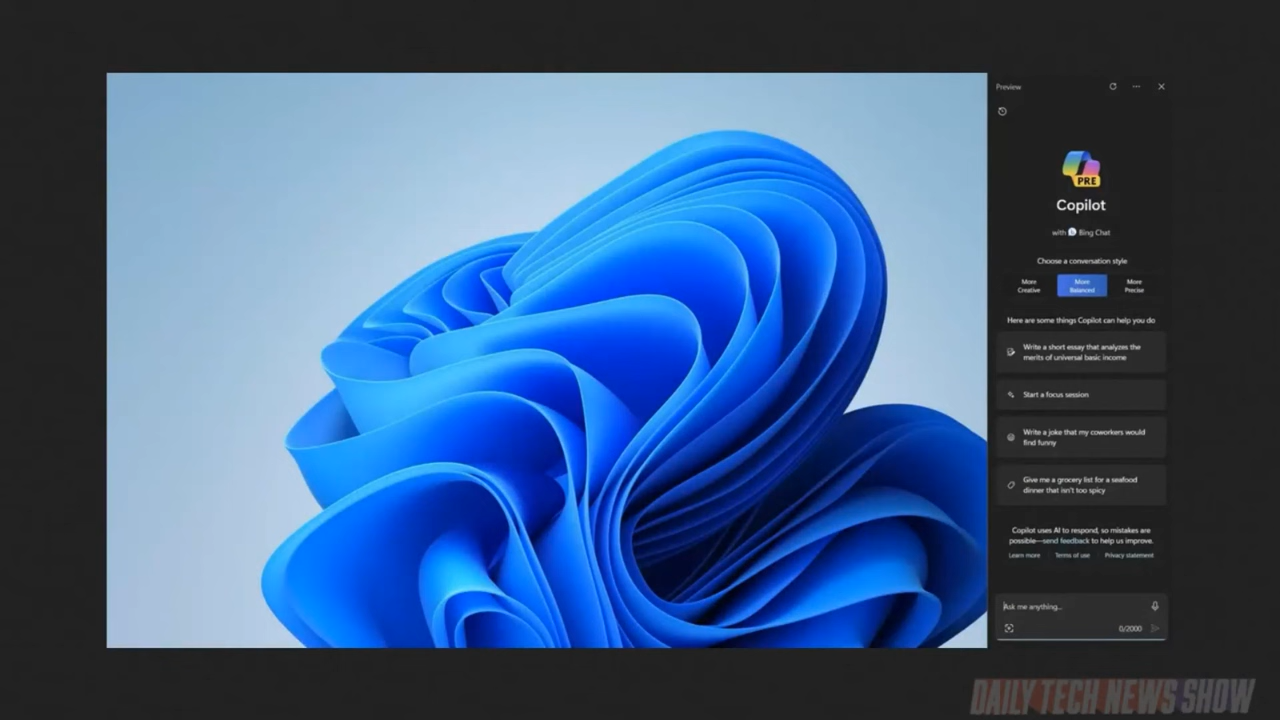 Preview
PRE
Copilot
with Bing Chat
Choose a conversation style
More
Creative
More
Balanced
More
Precise
Here are some things Copilot can help you do
Write a short essay that analyzes the
merits of universal basic income
Start a focus session
Write a joke that my coworkers would
find funny
Give me a grocery list for a seafood
dinner that isn't too spicy
Copilot uses AI to respond, so mistakes are
possible—send feedback to help us improve.
Learn more Terms of use Privacy statement
Ask me anything...
0/2000
DAILY TECH NEWS SHOW